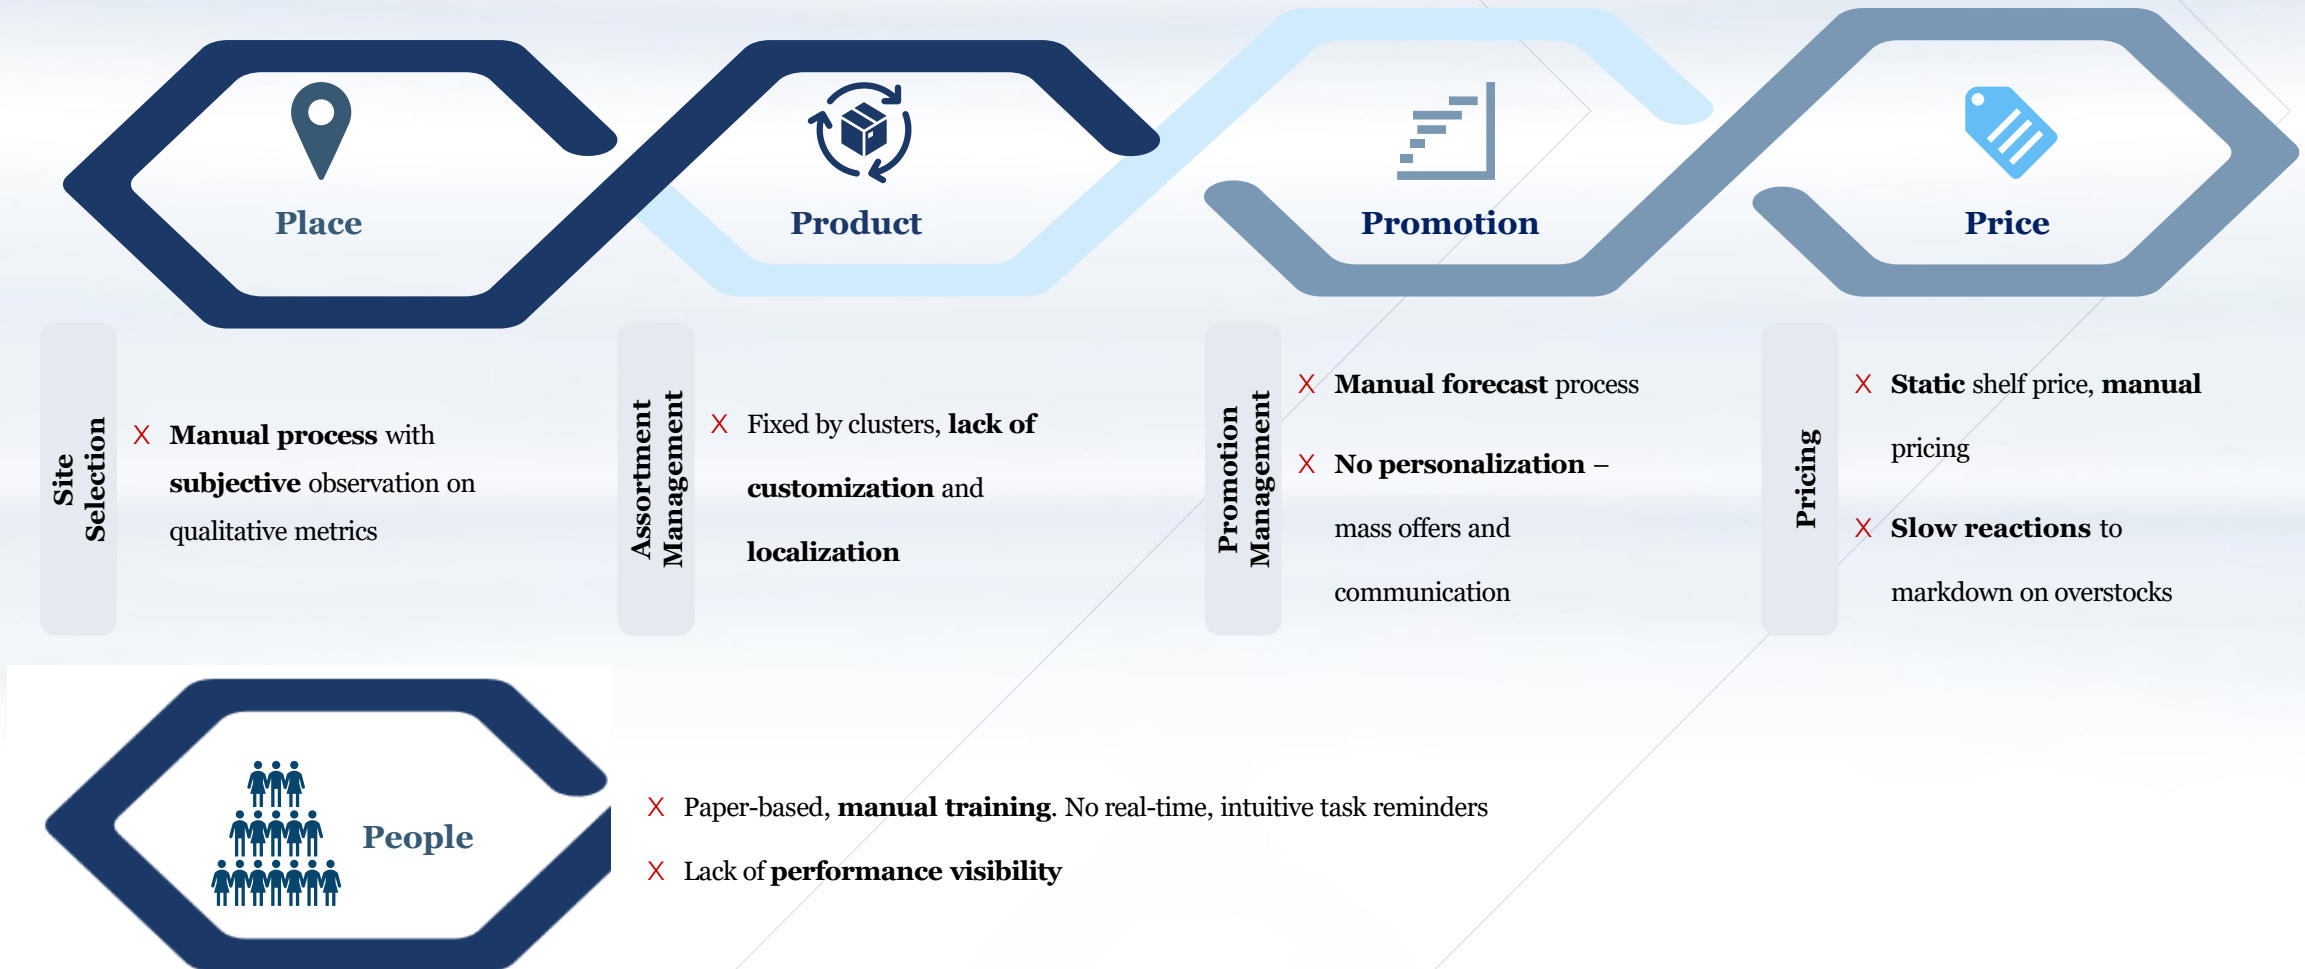 Place
Product
Promotion
Price
Site
Selection
X Manual process with
subjective observation on
qualitative metrics
Assortment
Management
X Fixed by clusters, lack of
customization and
localization
Promotion
Management
X Manual forecast process
X No personalization –
mass offers and
communication
Pricing
X Static shelf price, manual
pricing
X Slow reactions to
markdown on overstocks
People
X Paper-based, manual training. No real-time, intuitive task reminders
X Lack of performance visibility